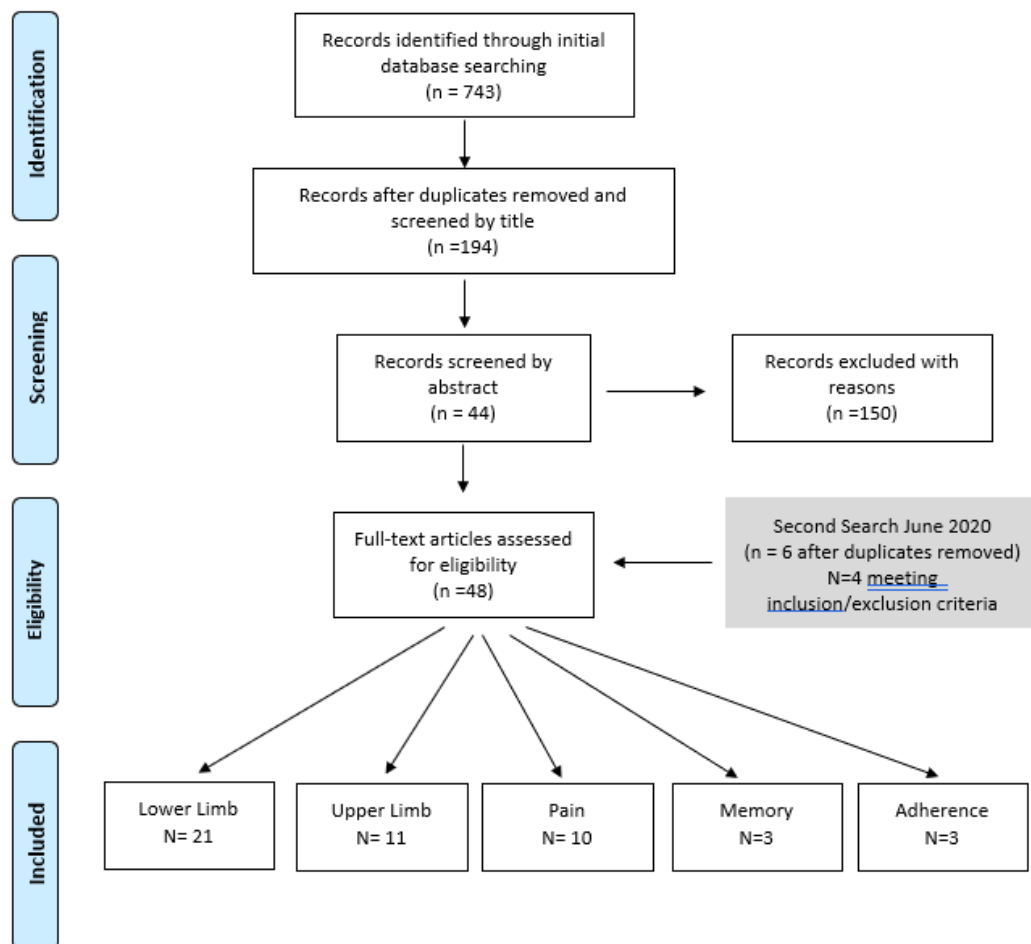 Identification
Records identified through initial
database searching
(n = 743)
Records after duplicates removed and
screened by title
(n =194)
Screening
Records screened by
abstract
(n = 44)
Records excluded with
reasons
(n =150)
Eligibility
Full-text articles assessed
for eligibility
(n =48)
Second Search June 2020
(n = 6 after duplicates removed)
N=4 meeting
inclusion/exclusion criteria
Included
Lower Limb
N= 21
Upper Limb
N= 11
Pain
N= 10
Memory
N=3
Adherence
N=3